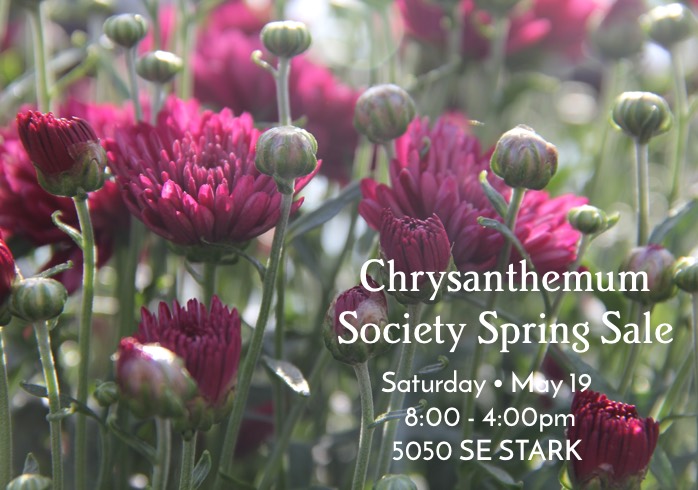 Chrysanthemum
Society Spring Sale
Saturday • May 19
8:00 - 4:00pm
5050 SE STARK